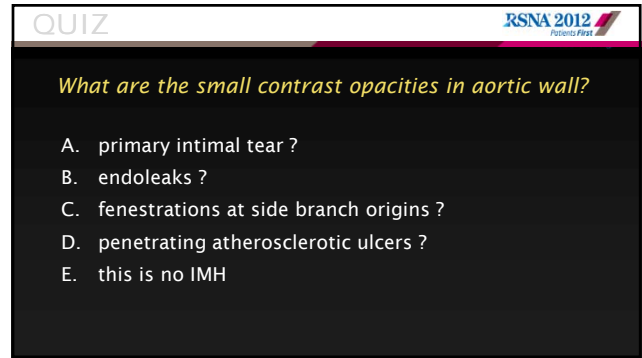 QUIZ
RSNA 2012
Patients First
What are the small contrast opacities in aortic wall?
A. primary intimal tear ?
B. endoleaks ?
C. fenestrations at side branch origins ?
D. penetrating atherosclerotic ulcers ?
E. this is no IMH